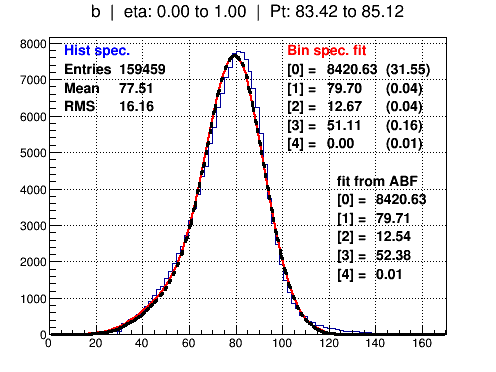 b | eta: 0.00 to 1.00 | Pt: 83.42 to 85.12
Hist spec.
Entries 159459
Mean 77.51
RMS 16.16
Bin spec. fit
[0] = 8420.63 (31.55)
[1] = 79.70 (0.04)
[2] = 12.67 (0.04)
[3] = 51.11 (0.16)
[4] = 0.00 (0.01)
fit from ABF
[0] = 8420.63
[1] = 79.71
[2] = 12.54
[3] = 52.38
[4] = 0.01
8000
7000
6000
5000
4000
3000
2000
1000
0
0 20 40 60 80 100 120 140 160